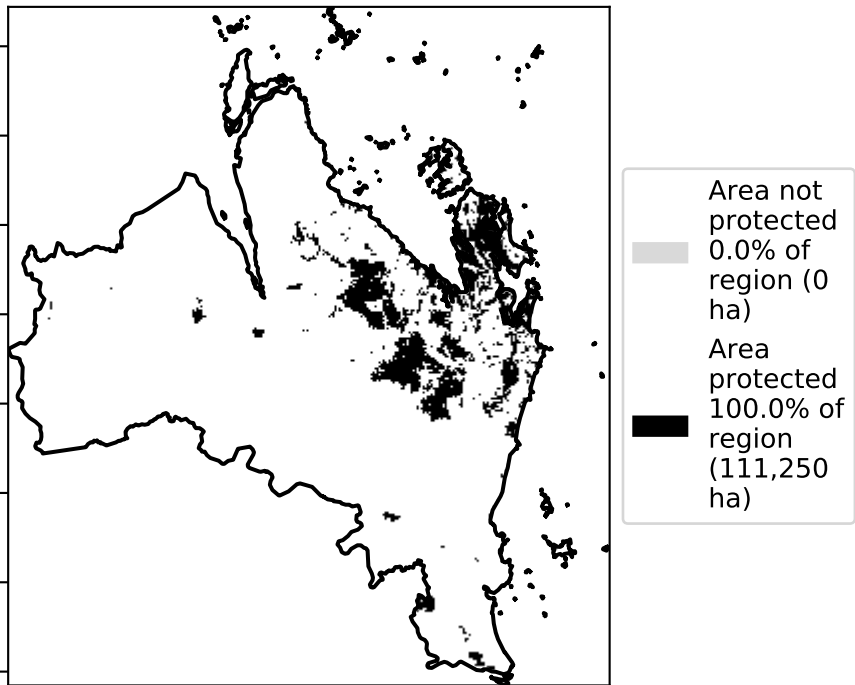 Area not
protected
0.0% of
region (0
ha)
Area
protected
100.0% of
region
(111,250
ha)